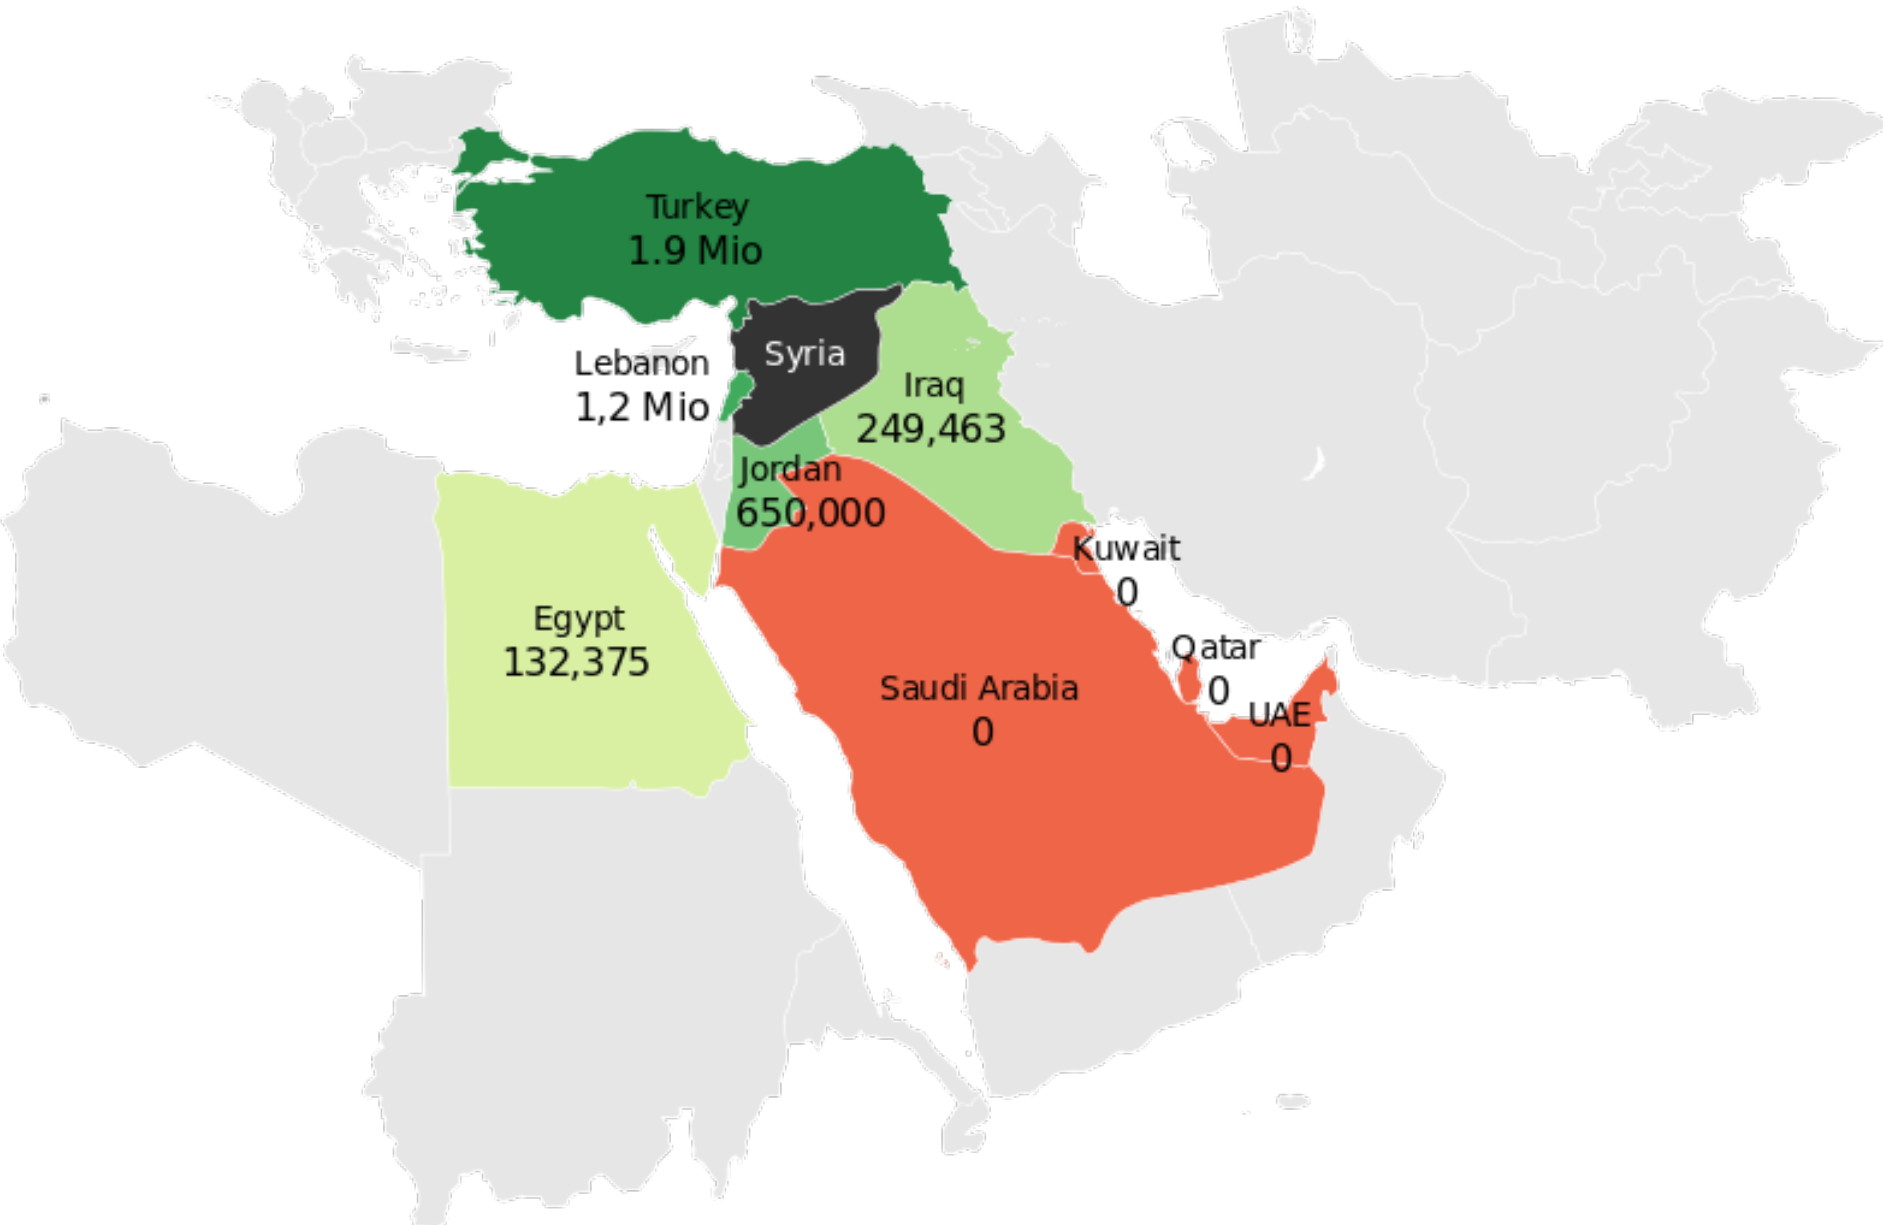 Turkey
1.9 Mio
Syria
Lebanon
1,2 Mio
Iraq
249,463
Jordan
650,000
Kuwait
0
Egypt
132,375
Qatar
0
Saudi Arabia
0
UAE
0